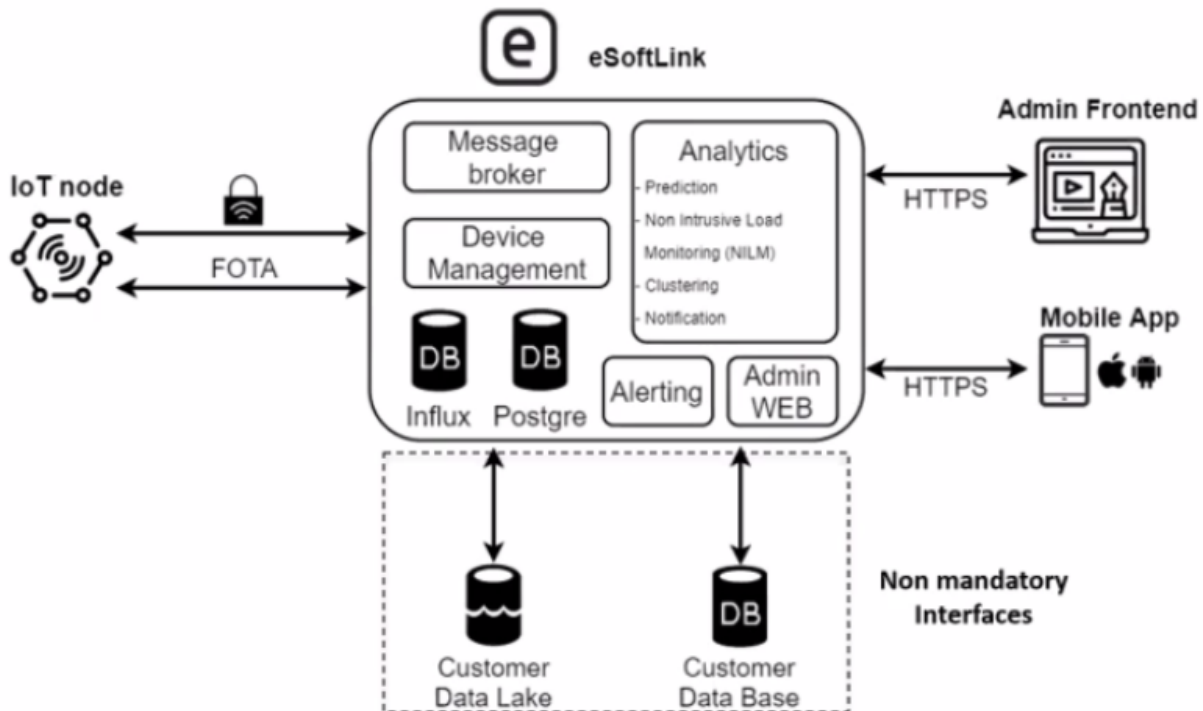 e
eSoftLink
Message
broker
Device
Management
DB
DB
Influx
Postgre
Analytics
- Prediction
- Non Intrusive Load
Monitoring (NILM)
- Clustering
- Notification
Alerting
Admin
WEB
IoT node
FOTA
Admin Frontend
HTTPS
Mobile App
HTTPS
Customer
Data Lake
DB
Customer
Data Base
Non mandatory
Interfaces